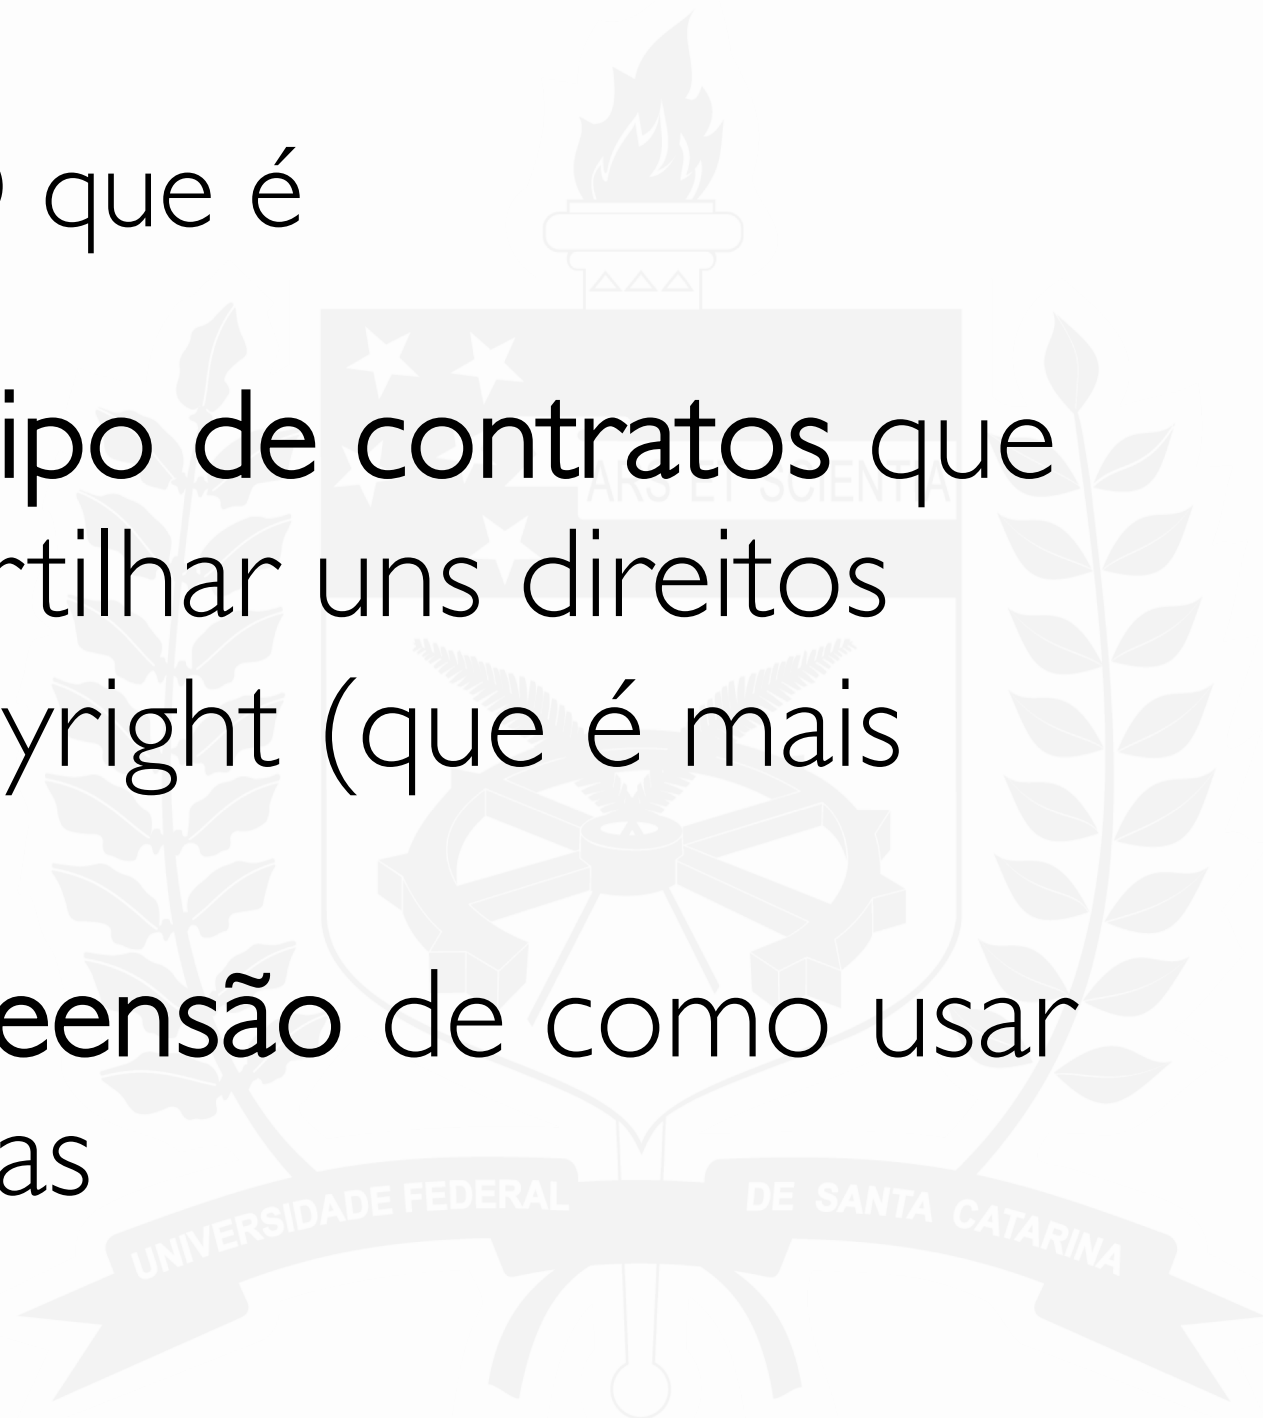 que é
ipo de contratos que
ARS ET SCIENTIA
rtilhar uns direitos
yright (que é mais
eensão de como usar
as
UNIVERSIDADE FEDERAL DE SANTA CATARINA